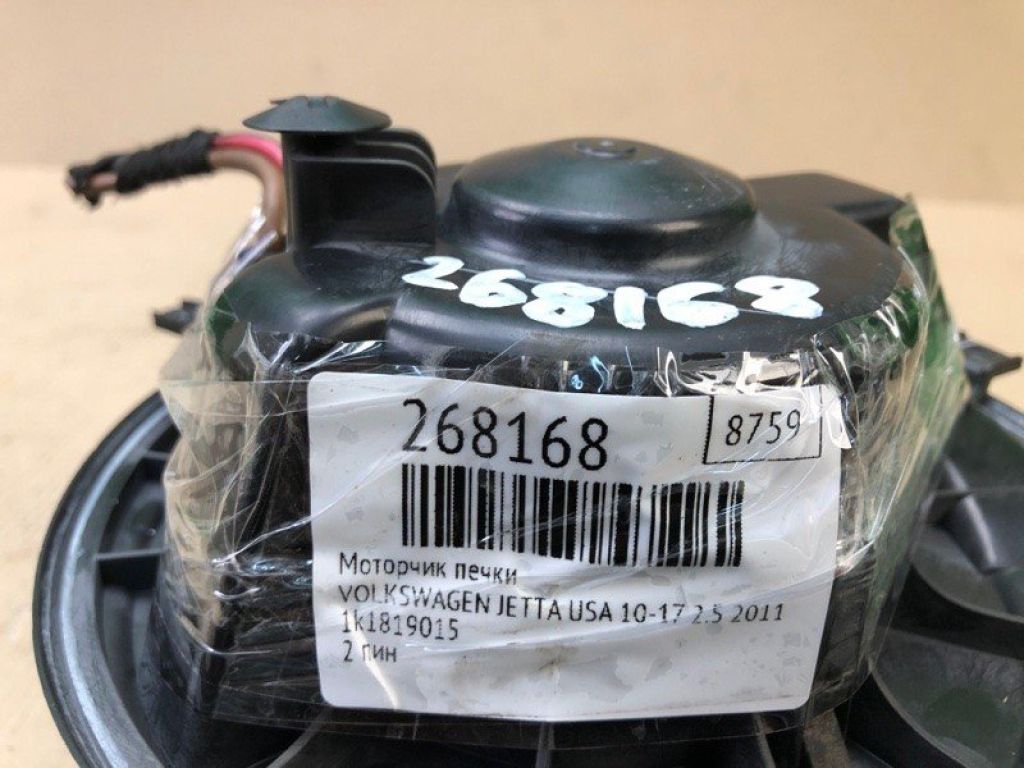 268168
268168
8759
Моторчик печки
VOLKSWAGEN JETTA USA 10-17 2.5 2011
1k1819015
2 пин